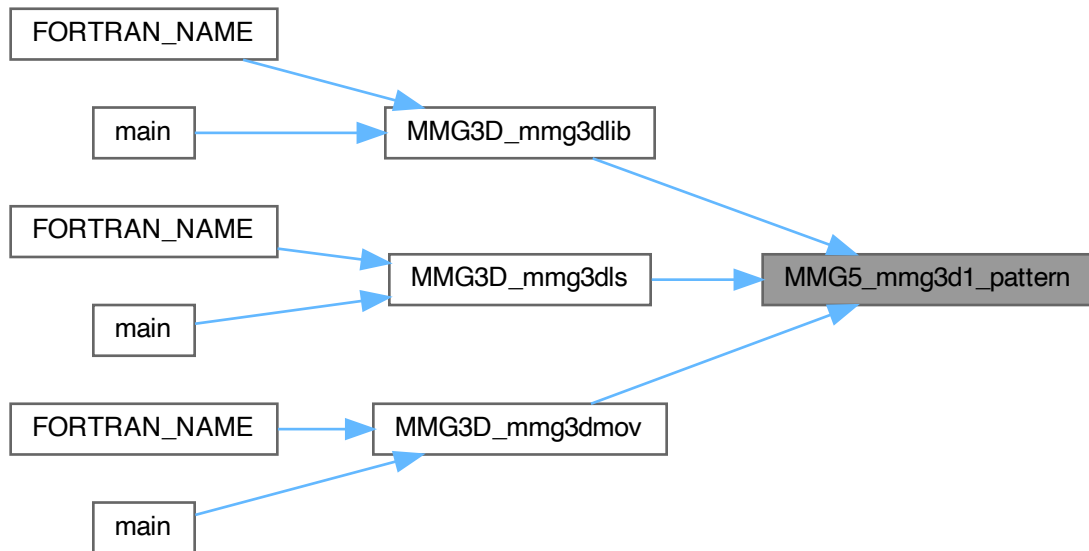 FORTRAN_NAME
main
MMG3D_mmg3dlib
FORTRAN_NAME
main
MMG3D_mmg3dls
MMG5_mmg3d1_pattern
FORTRAN_NAME
main
MMG3D_mmg3dmov